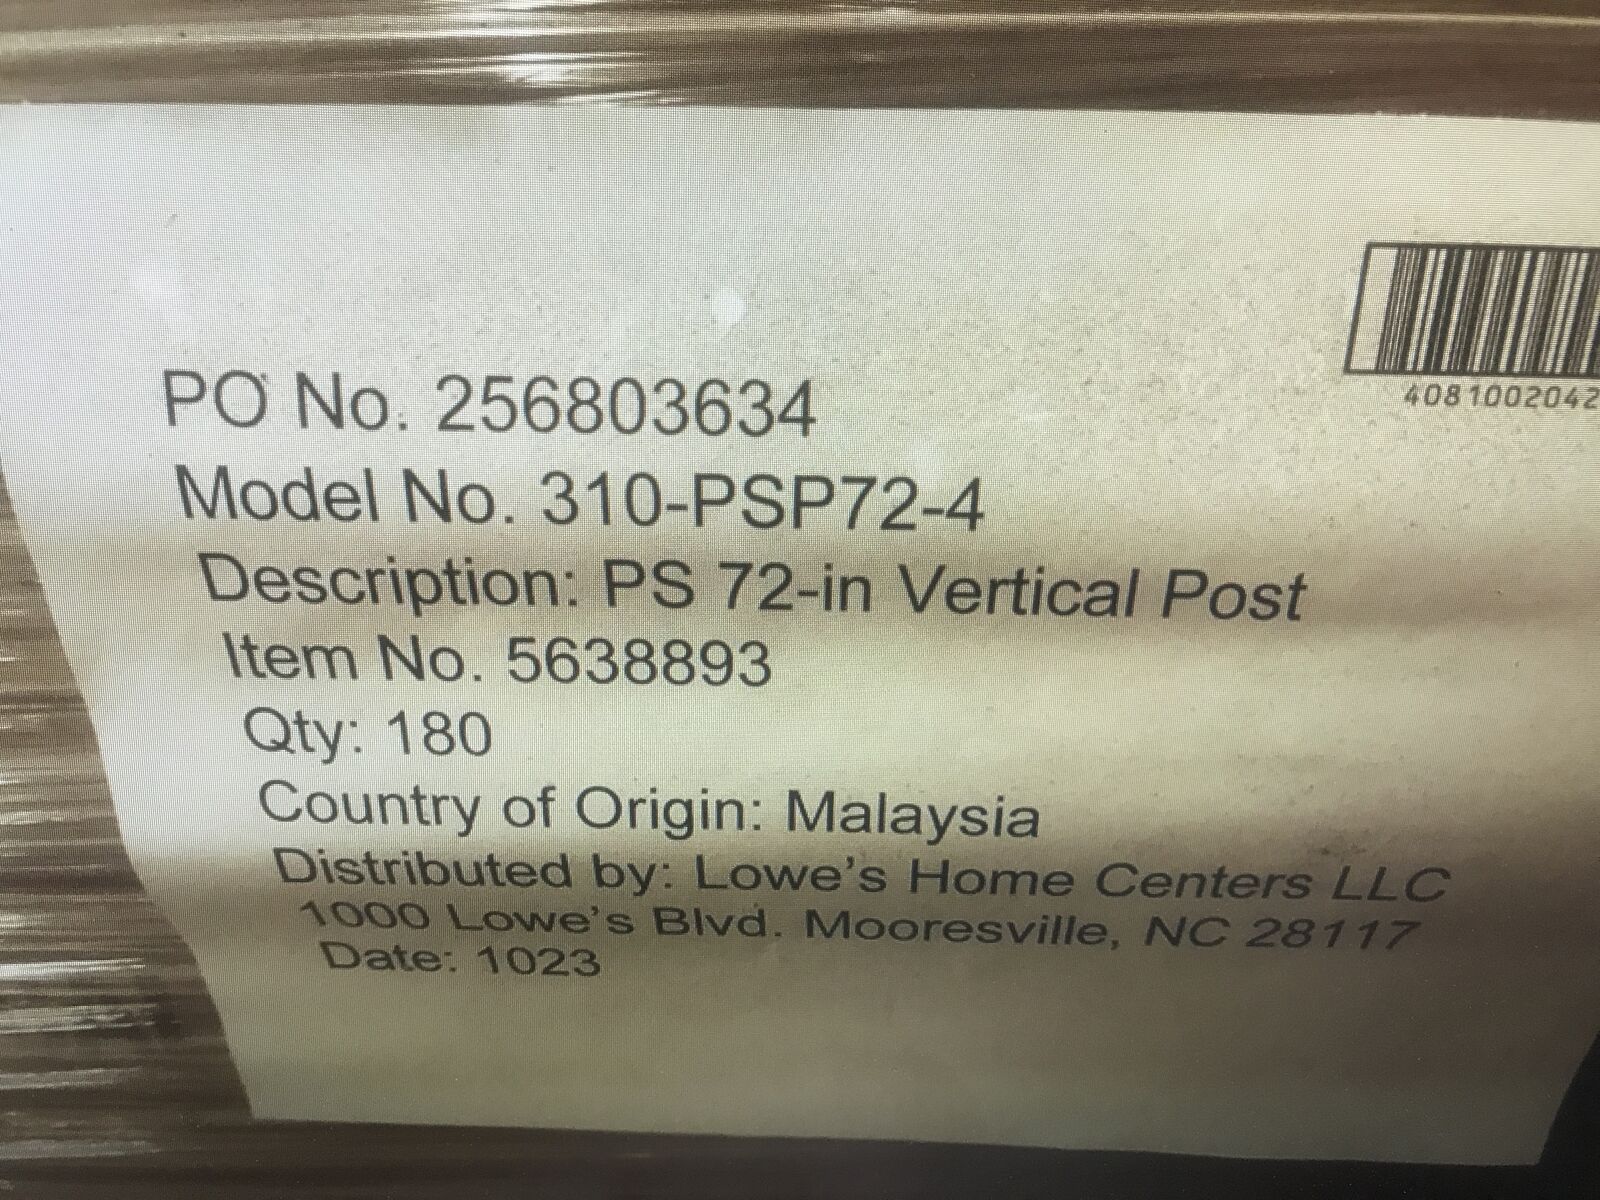 4081002042
PO No. 256803634
Model No. 310-PSP72-4
Description: PS 72-in Vertical Post
Item No. 5638893
Qty: 180
Country of Origin: Malaysia
Distributed by: Lowe's Home Centers LLC
1000 Lowe's Blvd. Mooresville, NC 28117
Date: 1023